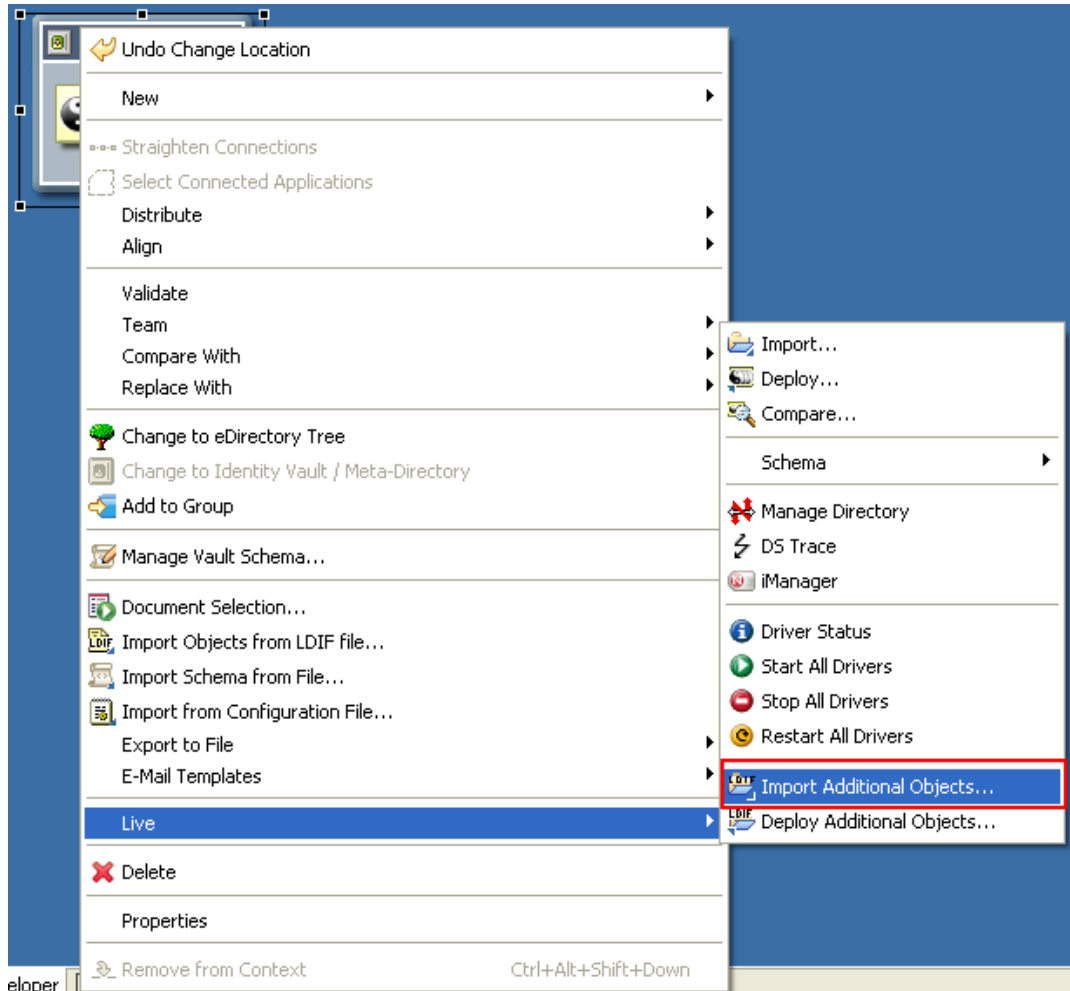 Undo Change Location
New
Straighten Connections
Select Connected Applications
Distribute
Align
Validate
Team
Compare With
Replace With
Change to eDirectory Tree
Change to Identity Vault / Meta-Directory
Add to Group
Manage Vault Schema...
Document Selection...
LDIF Import Objects from LDIF file...
Import Schema from File...
Import from Configuration File...
Export to File
E-Mail Templates
Live
Delete
Properties
Remove from Context Ctrl+Alt+Shift+Down
Import...
Deploy...
Compare...
Schema
Manage Directory
DS Trace
N iManager
Driver Status
Start All Drivers
Stop All Drivers
Restart All Drivers
LDIF Import Additional Objects...
LDIF Deploy Additional Objects...
eloper